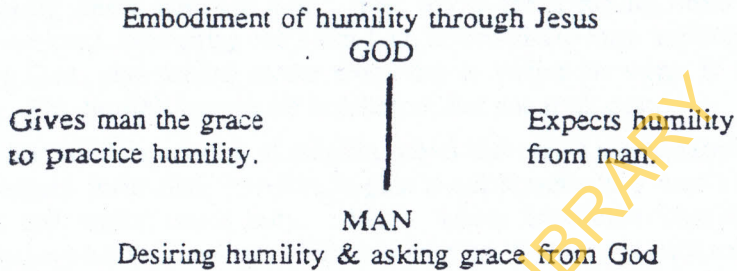 Embodiment of humility through Jesus
GOD
Gives man the grace
to practice humility.
Expects humility
from man.
MAN
Desiring humility & asking grace from God
LIBRARY